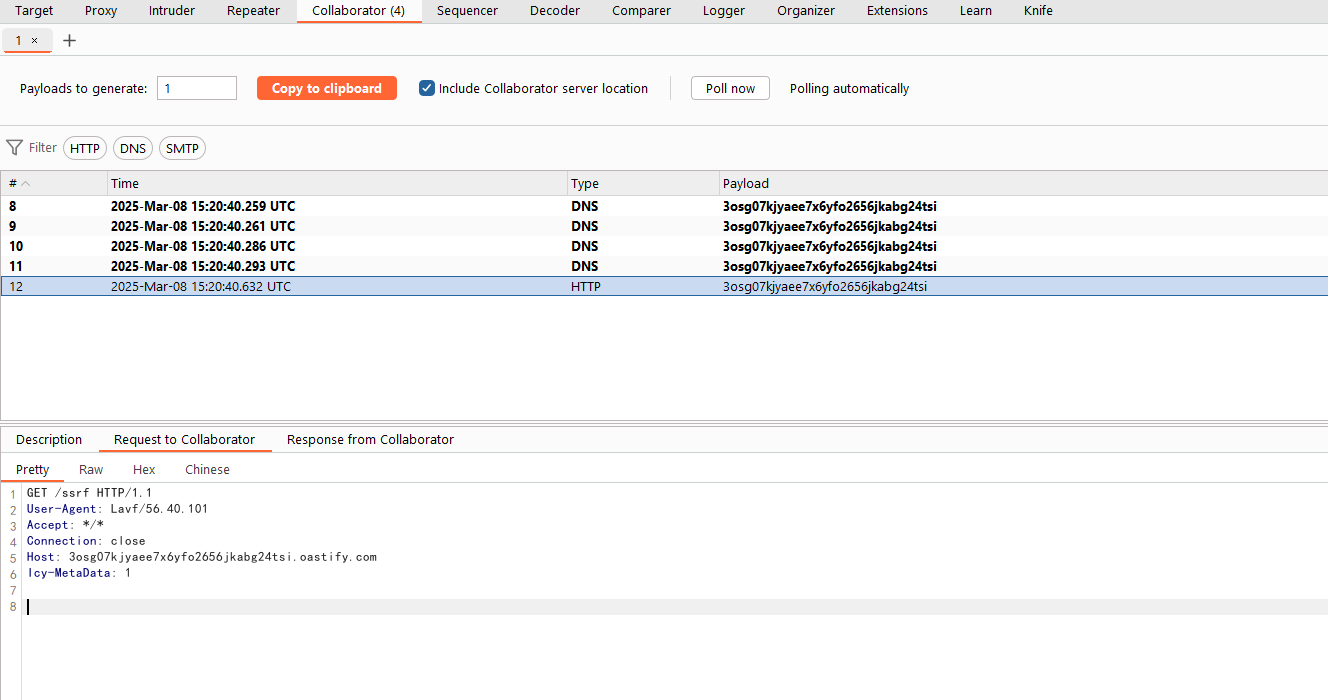 Target Proxy Intruder Repeater Collaborator (4) Sequencer Decoder Comparer Logger Organizer Extensions Learn Knife
1 × +
Payloads to generate: 1 Copy to clipboard Include Collaborator server location Poll now Polling automatically
Filter HTTP DNS SMTP
# Time Type Payload
8 2025-Mar-08 15:20:40.259 UTC DNS 3osg07kjyaee7x6yfo2656jkabg24tsi
9 2025-Mar-08 15:20:40.261 UTC DNS 3osg07kjyaee7x6yfo2656jkabg24tsi
10 2025-Mar-08 15:20:40.286 UTC DNS 3osg07kjyaee7x6yfo2656jkabg24tsi
11 2025-Mar-08 15:20:40.293 UTC DNS 3osg07kjyaee7x6yfo2656jkabg24tsi
12 2025-Mar-08 15:20:40.632 UTC HTTP 3osg07kjyaee7x6yfo2656jkabg24tsi
Description Request to Collaborator Response from Collaborator
Pretty Raw Hex Chinese
1 GET /ssrf HTTP/1.1
2 User-Agent: Lavf/56.40.101
3 Accept: */*
4 Connection: close
5 Host: 3osg07kjyaee7x6yfo2656jkabg24tsi.oastify.com
6 Icy-MetaData: 1
7
8